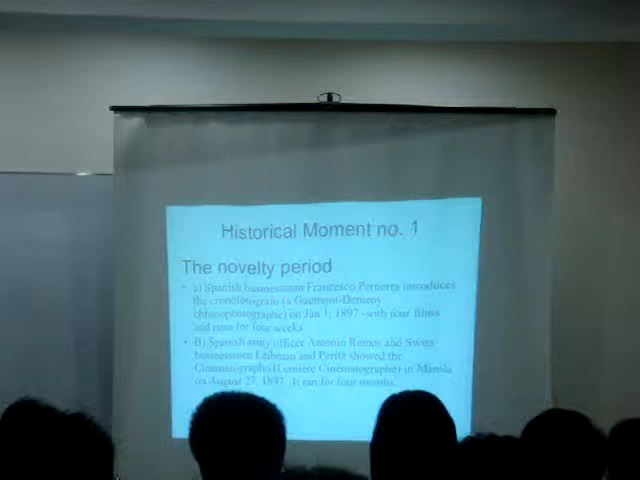 Historical Moment no. 1
The novelty period
• a) Spanish businessman Francesco Pertierra introduces
the cronofotografo (a Gaumont-Demeny
chronophotographe) on Jan 1, 1897 -with four films
and runs for four weeks
• B) Spanish army officer Antonio Ramos and Swiss
businessmen Leibman and Peritz showed the
Cinematographo (Lumiere Cinematographe) in Manila
on August 27, 1897. It ran for four months.